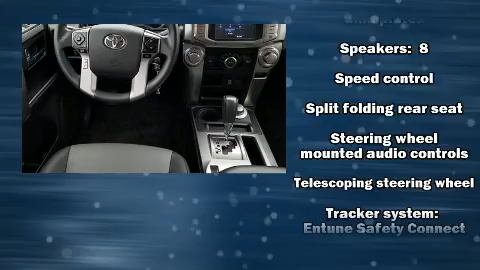 Speakers: 8
Speed control
Split folding rear seat
Steering wheel
mounted audio controls
Telescoping steering wheel
Tracker system:
Entune Safety Connect